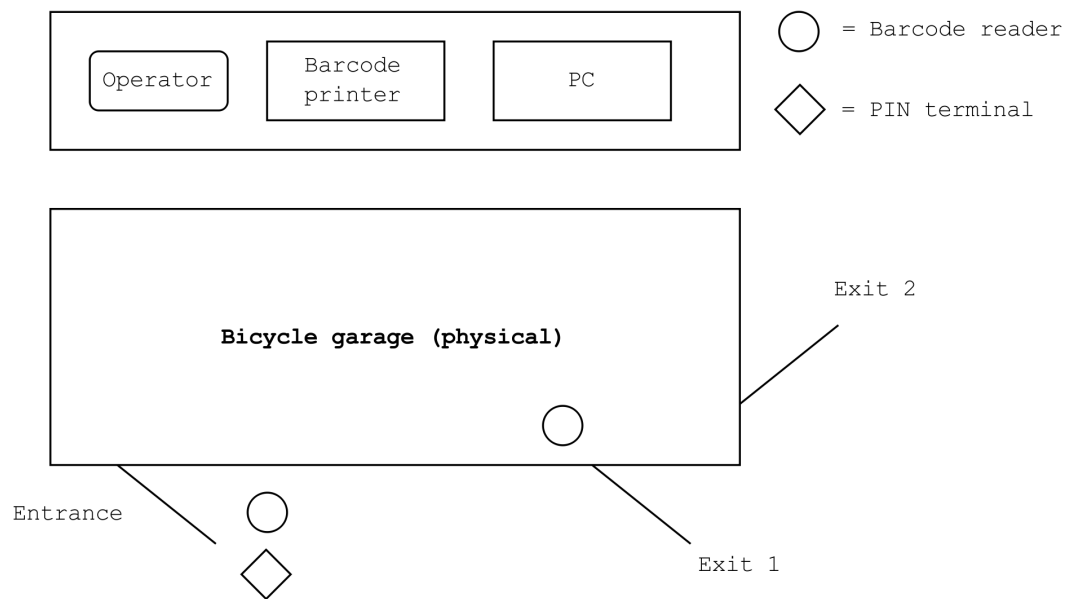 = Barcode reader
Operator
Barcode
printer
PC
= PIN terminal
Exit 2
Bicycle garage (physical)
Entrance
Exit 1